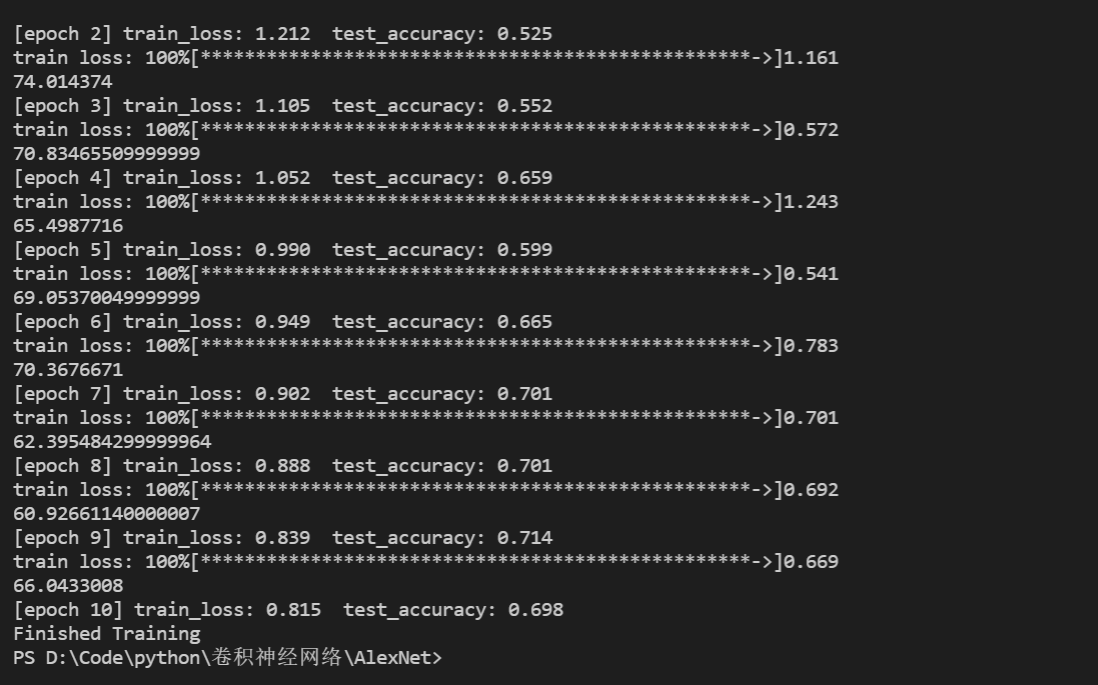 [epoch 2] train_loss: 1.212  test_accuracy: 0.525
train loss: 100%[**************************************************->]1.161
74.014374
[epoch 3] train_loss: 1.105  test_accuracy: 0.552
train loss: 100%[**************************************************->]0.572
70.83465509999999
[epoch 4] train_loss: 1.052  test_accuracy: 0.659
train loss: 100%[**************************************************->]1.243
65.4987716
[epoch 5] train_loss: 0.990  test_accuracy: 0.599
train loss: 100%[**************************************************->]0.541
69.05370049999999
[epoch 6] train_loss: 0.949  test_accuracy: 0.665
train loss: 100%[**************************************************->]0.783
70.3676671
[epoch 7] train_loss: 0.902  test_accuracy: 0.701
train loss: 100%[**************************************************->]0.701
62.395484299999964
[epoch 8] train_loss: 0.888  test_accuracy: 0.701
train loss: 100%[**************************************************->]0.692
60.92661140000007
[epoch 9] train_loss: 0.839  test_accuracy: 0.714
train loss: 100%[**************************************************->]0.669
66.0433008
[epoch 10] train_loss: 0.815  test_accuracy: 0.698
Finished Training
PS D:\Code\python\卷积神经网络\AlexNet>